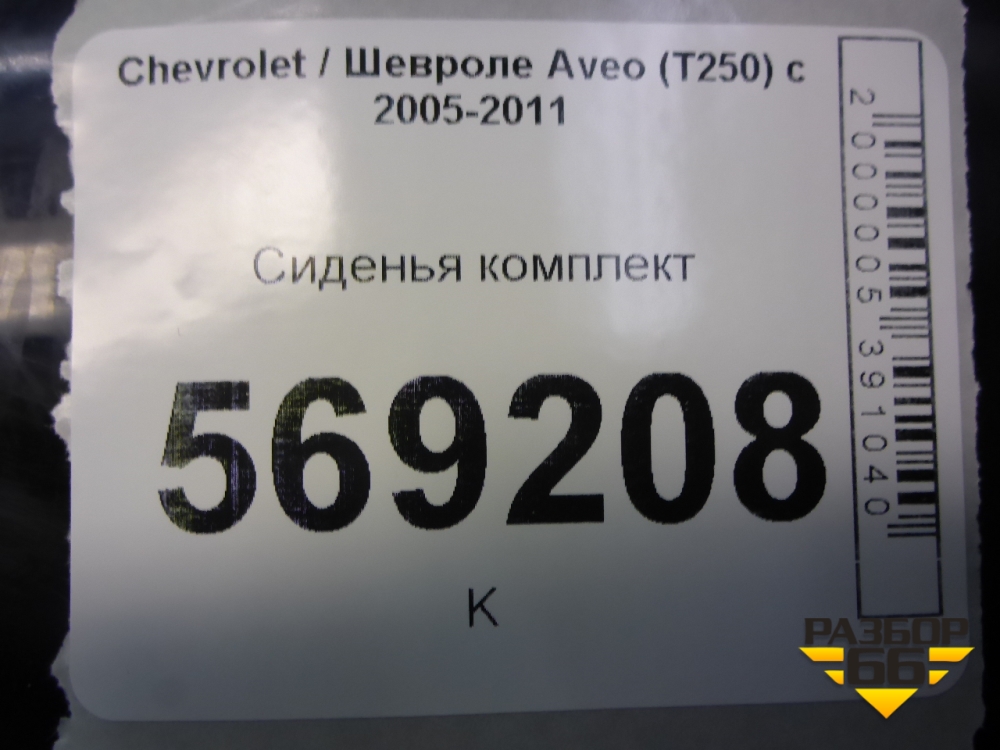 Chevrolet / Шевроле Aveo (T250) с
2005-2011
Сиденья комплект
569208
К
2000005391040
РАЗБОР
66